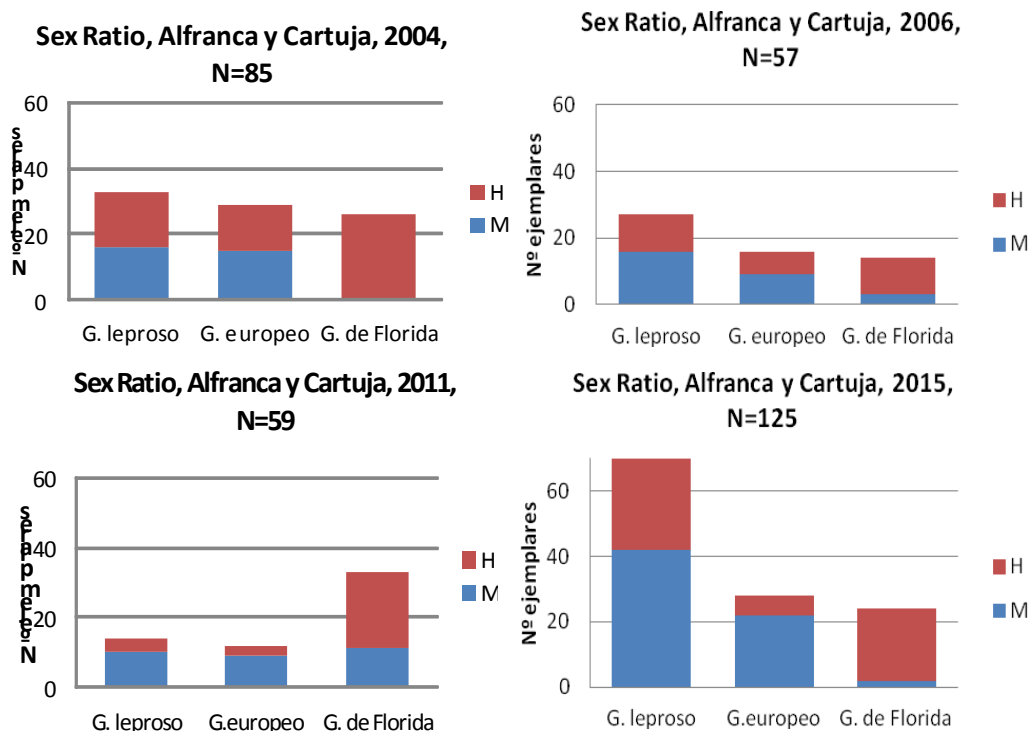 Sex Ratio, Alfranca y Cartuja, 2004,
N=85
60
40
20
0
H
M
G. leproso G. europeo G. de Florida
Sex Ratio, Alfranca y Cartuja, 2006,
N=57
Nº ejemplares
60
40
20
0
H
M
G. leproso G. europeo G. de Florida
Sex Ratio, Alfranca y Cartuja, 2011,
N=59
60
40
20
0
H
M
G. leproso G.europeo G. de Florida
Sex Ratio, Alfranca y Cartuja, 2015,
N=125
Nº ejemplares
60
40
20
0
H
M
G. leproso G.europeo G. de Florida